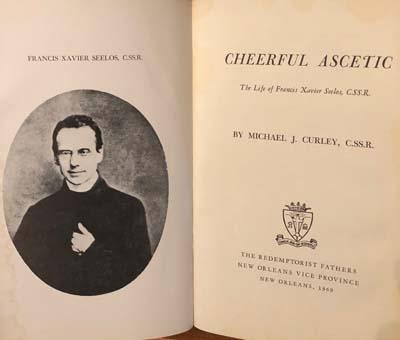 FRANCIS XAVIER SEELOS, C.SS.R.
CHEERFUL ASCETIC
The Life of Francis Xavier Seelos, C.SS.R.
BY MICHAEL J. CURLEY, C.SS.R.
THE REDEMPTORIST FATHERS
NEW ORLEANS VICE PROVINCE
NEW ORLEANS, 1969